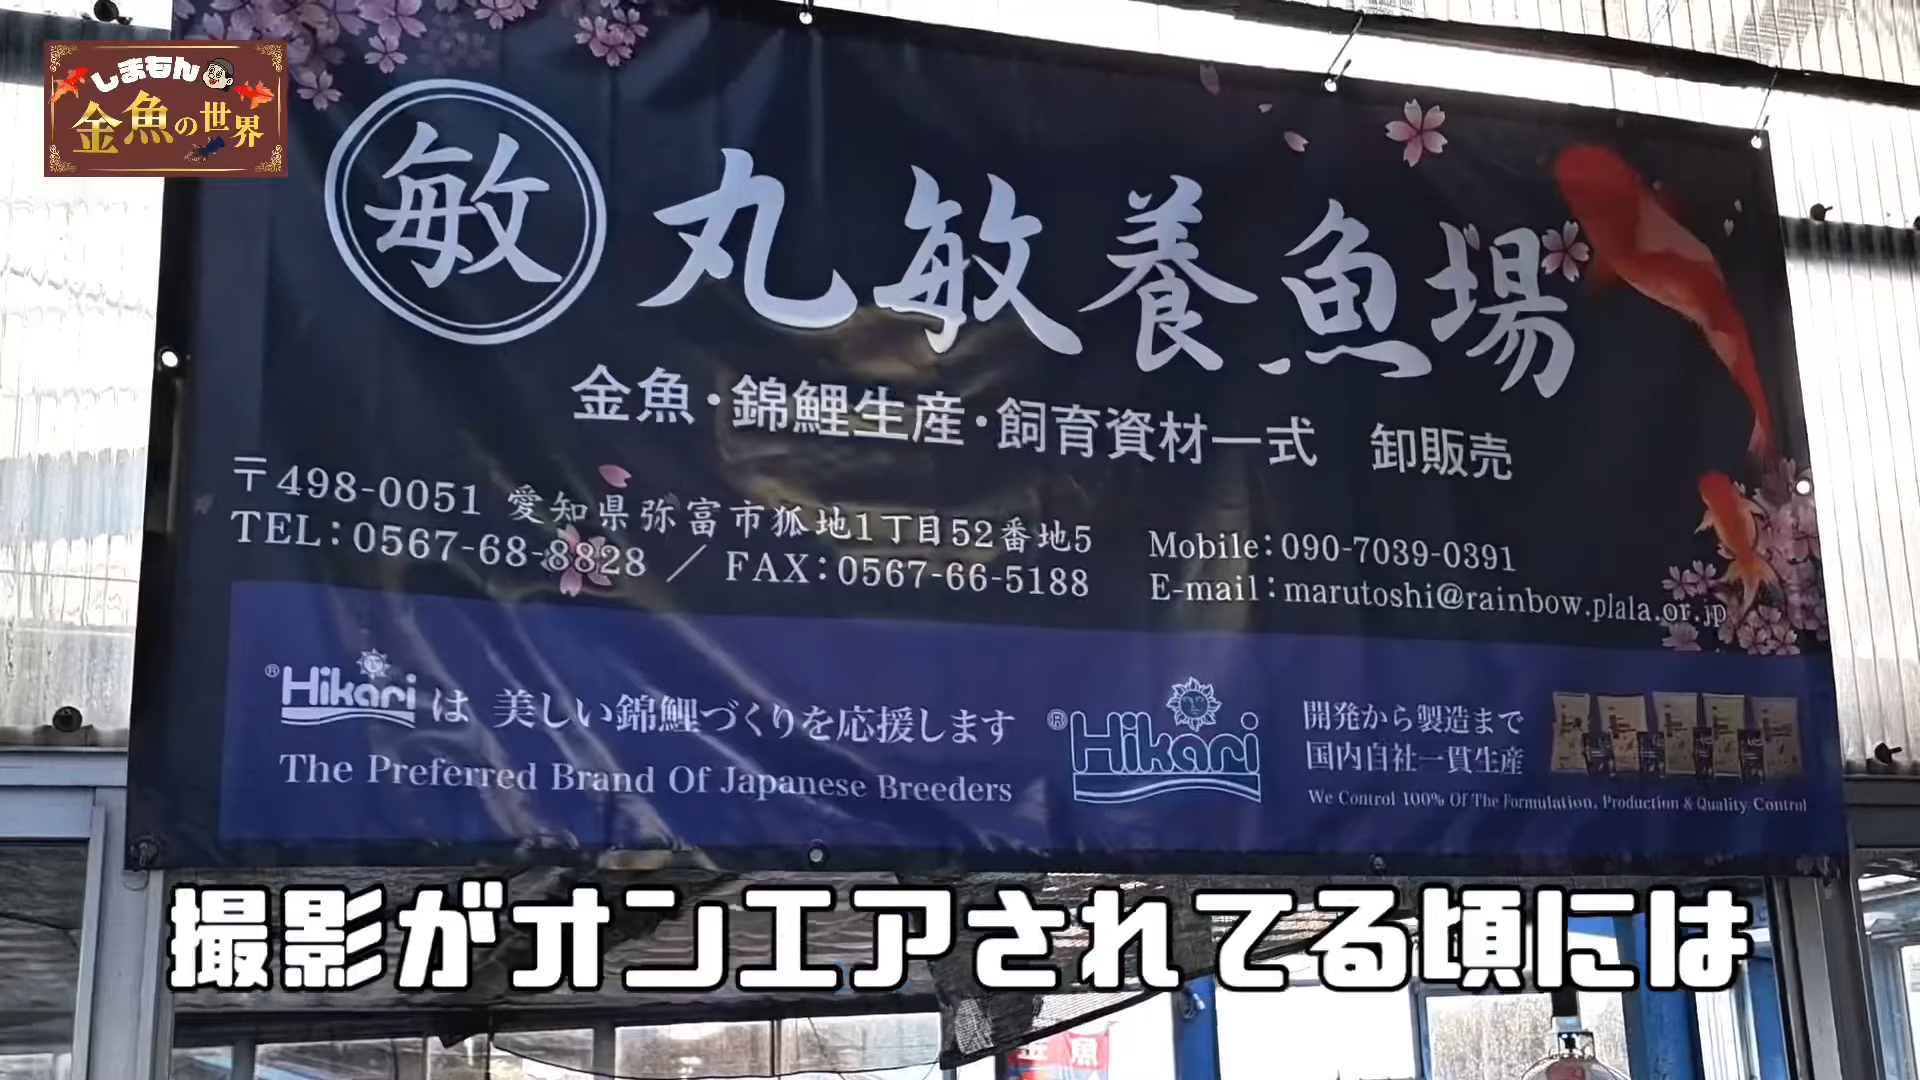 しまもん
金魚の世界
敏 丸敏養魚場
金魚・錦鯉生産・飼育資材一式 卸販売
〒498-0051 愛知県弥富市狐地1丁目52番地5
TEL：0567-68-8828 ／ FAX：0567-66-5188
Mobile：090-7039-0391
E-mail：marutoshi@rainbow.plala.or.jp
®Hikari は 美しい錦鯉づくりを応援します
The Preferred Brand Of Japanese Breeders
®Hikari
開発から製造まで
国内自社一貫生産
We Control 100% Of The Formulation, Production & Quality Control
撮影がオンエアされてる頃には
金魚